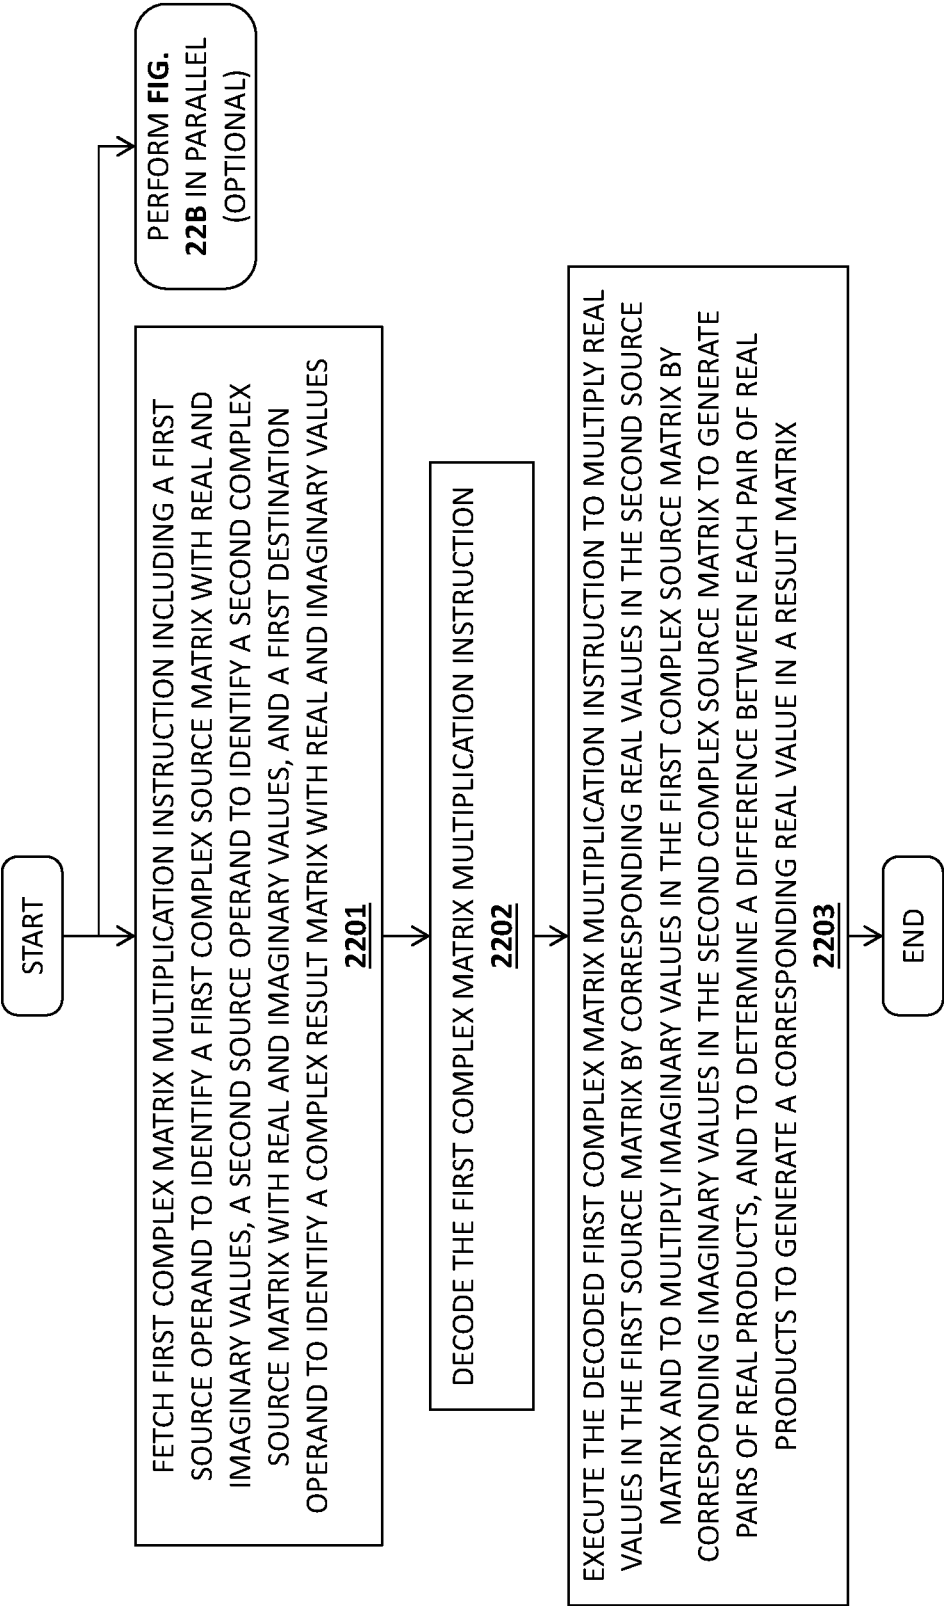 START
PERFORM FIG.
22B IN PARALLEL
(OPTIONAL)
FETCH FIRST COMPLEX MATRIX MULTIPLICATION INSTRUCTION INCLUDING A FIRST
SOURCE OPERAND TO IDENTIFY A FIRST COMPLEX SOURCE MATRIX WITH REAL AND
IMAGINARY VALUES, A SECOND SOURCE OPERAND TO IDENTIFY A SECOND COMPLEX
SOURCE MATRIX WITH REAL AND IMAGINARY VALUES, AND A FIRST DESTINATION
OPERAND TO IDENTIFY A COMPLEX RESULT MATRIX WITH REAL AND IMAGINARY VALUES
2201
DECODE THE FIRST COMPLEX MATRIX MULTIPLICATION INSTRUCTION
2202
EXECUTE THE DECODED FIRST COMPLEX MATRIX MULTIPLICATION INSTRUCTION TO MULTIPLY REAL
VALUES IN THE FIRST SOURCE MATRIX BY CORRESPONDING REAL VALUES IN THE SECOND SOURCE
MATRIX AND TO MULTIPLY IMAGINARY VALUES IN THE FIRST COMPLEX SOURCE MATRIX BY
CORRESPONDING IMAGINARY VALUES IN THE SECOND COMPLEX SOURCE MATRIX TO GENERATE
PAIRS OF REAL PRODUCTS, AND TO DETERMINE A DIFFERENCE BETWEEN EACH PAIR OF REAL
PRODUCTS TO GENERATE A CORRESPONDING REAL VALUE IN A RESULT MATRIX
2203
END